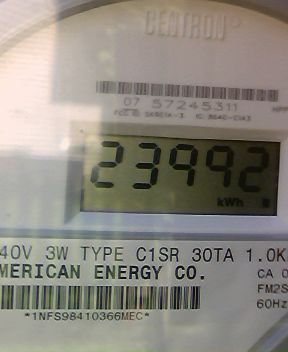 CENTRON
07 57245311
23992
kWh
40V 3W TYPE C1SR 30TA 1.0K
MERICAN ENERGY CO.
CA 0
FM2S
60Hz
*1NFS98410366MEC*